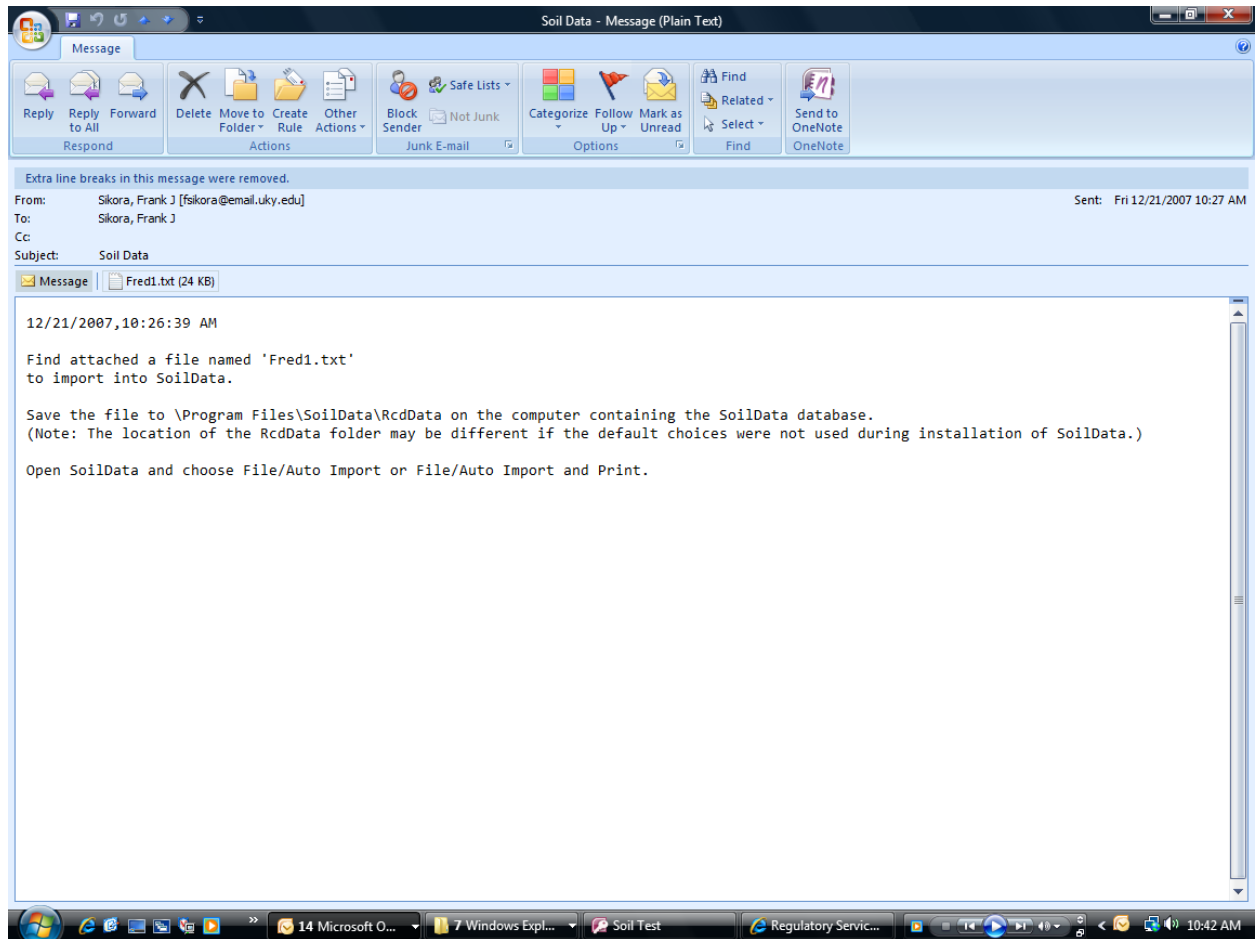 Soil Data - Message (Plain Text)
Message
Reply
Reply to All
Forward
Respond
Delete
Move to Folder
Create Rule
Other Actions
Actions
Block Sender
Safe Lists
Not Junk
Junk E-mail
Categorize
Follow Up
Mark as Unread
Options
Find
Related
Select
Find
Send to OneNote
OneNote
Extra line breaks in this message were removed.
From: Sikora, Frank J [fsikora@email.uky.edu]
Sent: Fri 12/21/2007 10:27 AM
To: Sikora, Frank J
Cc:
Subject: Soil Data
Message
Fred1.txt (24 KB)
12/21/2007,10:26:39 AM
Find attached a file named 'Fred1.txt'
to import into SoilData.
Save the file to \Program Files\SoilData\RcdData on the computer containing the SoilData database.
(Note: The location of the RcdData folder may be different if the default choices were not used during installation of SoilData.)
Open SoilData and choose File/Auto Import or File/Auto Import and Print.
14 Microsoft O...
7 Windows Expl...
Soil Test
Regulatory Servic...
10:42 AM